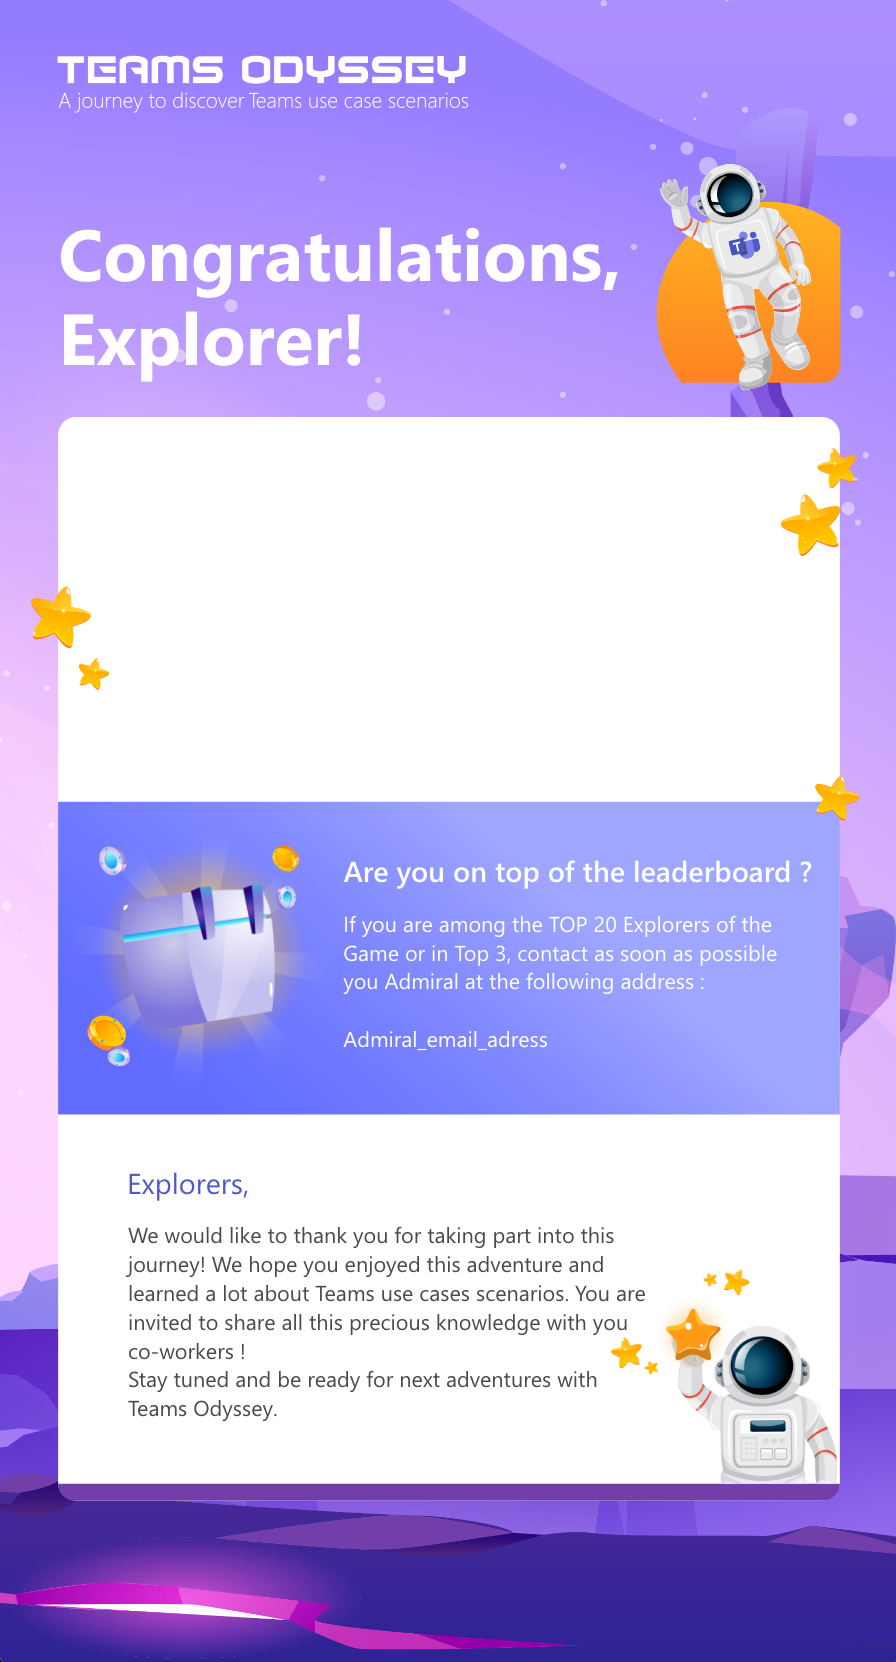 TEAMS ODYSSEY
A journey to discover Teams use case scenarios
Congratulations,
Explorer!
T
Are you on top of the leaderboard ?
If you are among the TOP 20 Explorers of the
Game or in Top 3, contact as soon as possible
you Admiral at the following address :
Admiral_email_adress
Explorers,
We would like to thank you for taking part into this
journey! We hope you enjoyed this adventure and
learned a lot about Teams use cases scenarios. You are
invited to share all this precious knowledge with you
co-workers !
Stay tuned and be ready for next adventures with
Teams Odyssey.